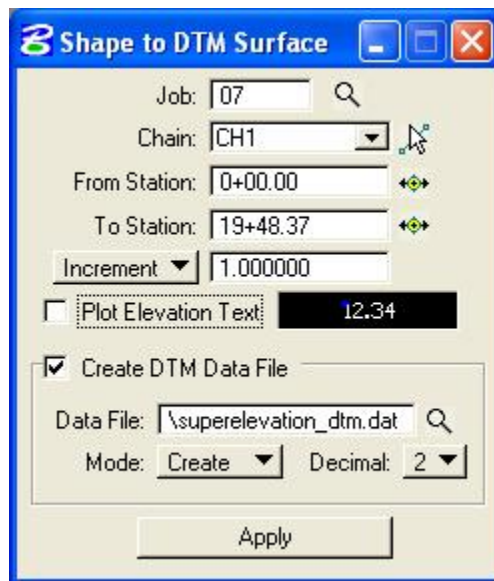 Shape to DTM Surface
Job: 07
Chain: CH1
From Station: 0+00.00
To Station: 19+48.37
Increment 1.000000
Plot Elevation Text 12.34
Create DTM Data File
Data File: \superelevation_dtm.dat
Mode: Create Decimal: 2
Apply